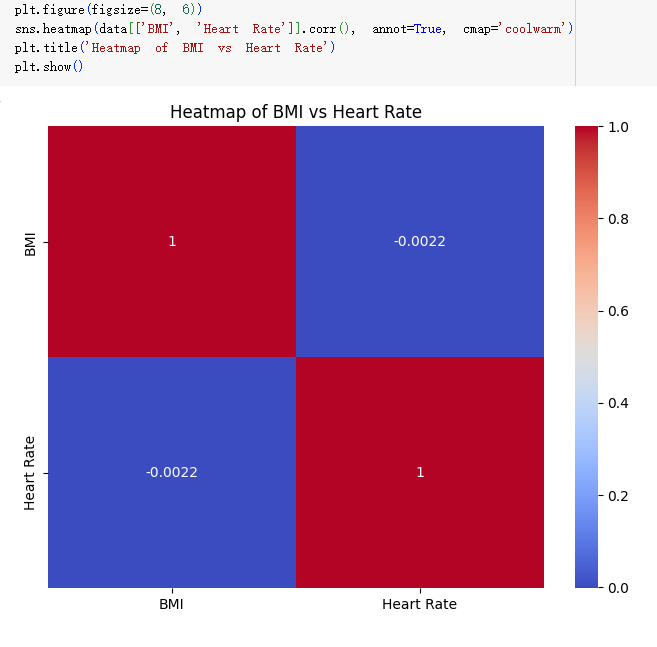 plt.figure(figsize=(8, 6))
sns.heatmap(data[['BMI', 'Heart Rate']].corr(), annot=True, cmap='coolwarm')
plt.title('Heatmap of BMI vs Heart Rate')
plt.show()
Heatmap of BMI vs Heart Rate
1.0
BMI
1
-0.0022
0.8
0.6
0.4
Heart Rate
-0.0022
1
0.2
0.0
BMI
Heart Rate